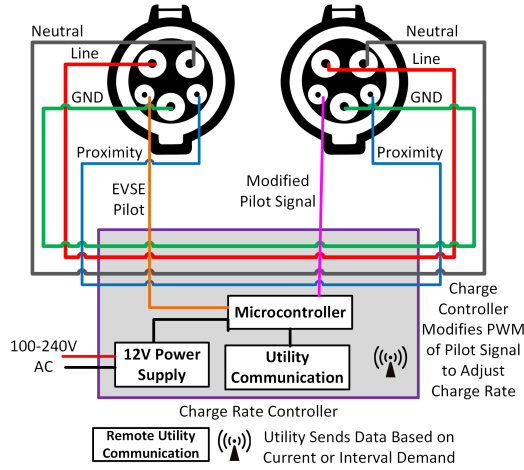 Neutral
Line
GND
Proximity
EVSE
Pilot
Neutral
Line
GND
Proximity
Modified
Pilot Signal
Microcontroller
100-240V
AC
12V Power
Supply
Utility
Communication
Charge
Controller
Modifies PWM
of Pilot Signal
to Adjust
Charge Rate
Charge Rate Controller
Remote Utility
Communication
Utility Sends Data Based on
Current or Interval Demand